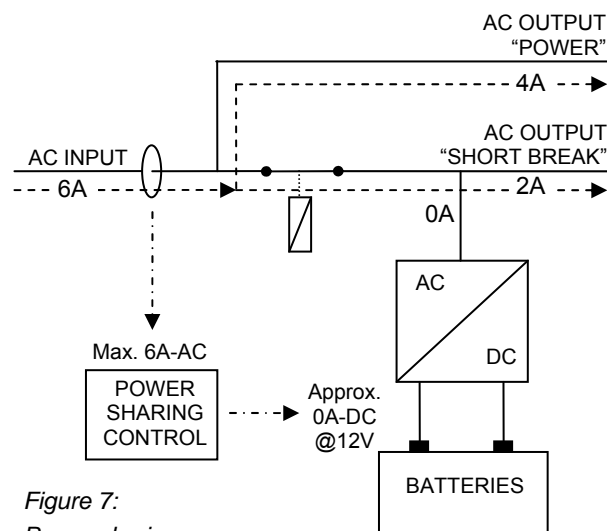 AC OUTPUT
“POWER”
4A
AC OUTPUT
“SHORT BREAK”
AC INPUT
6A
2A
0A
AC
DC
Max. 6A-AC
POWER
SHARING
CONTROL
Approx.
0A-DC
@12V
BATTERIES
Figure 7: